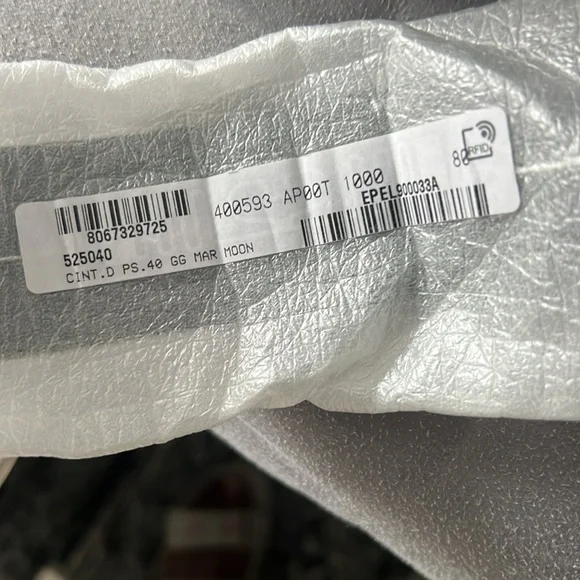 400593 AP00T 1000
80
RFID
8067329725
EPEL900033A
525040
CINT.D PS.40 GG MAR MOON